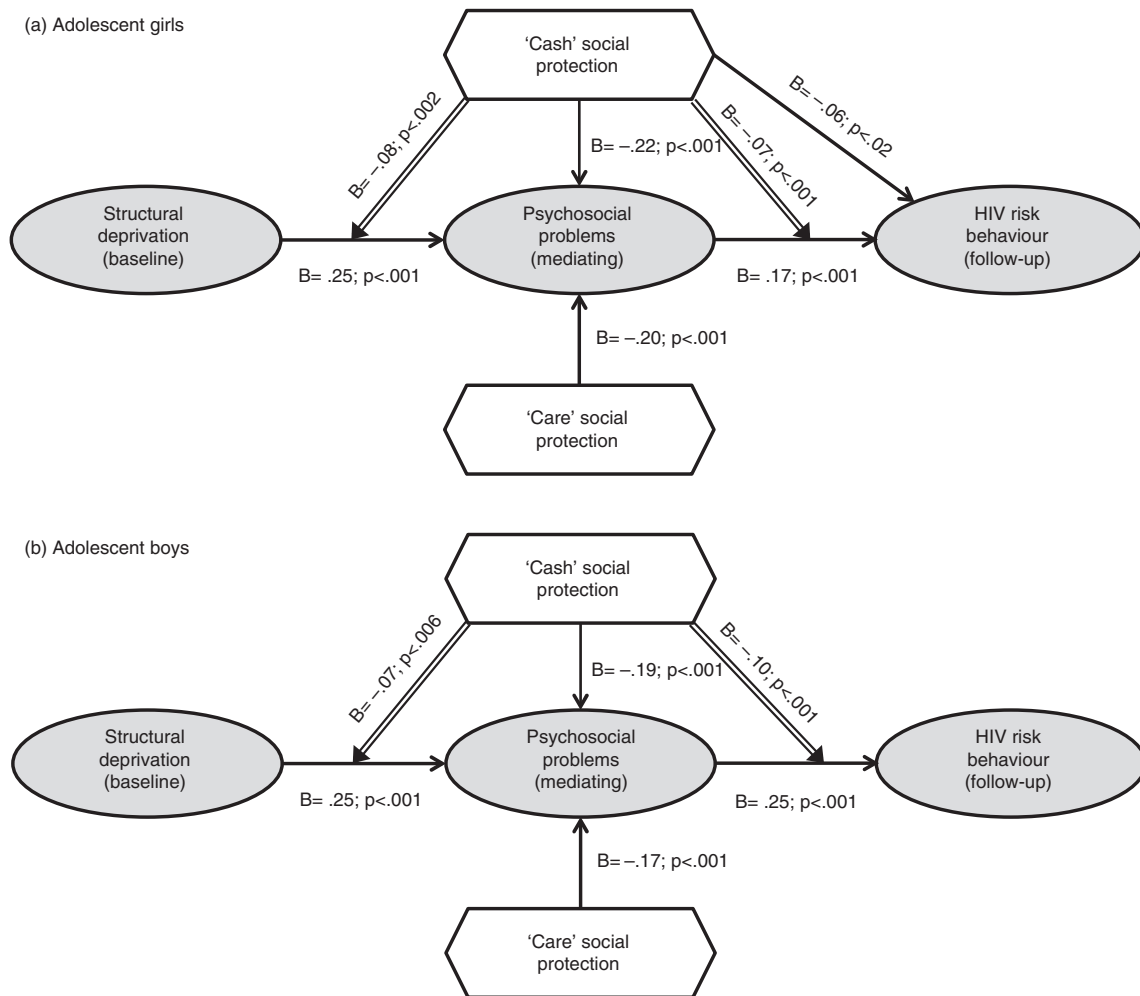 (a) Adolescent girls
‘Cash’ social
protection
B= –.08; p<.002
B= –.22; p<.001
B= –.07; p<.001
B= –.06; p<.02
Structural
deprivation
(baseline)
B= .25; p<.001
Psychosocial
problems
(mediating)
B= .17; p<.001
HIV risk
behaviour
(follow-up)
B= –.20; p<.001
‘Care’ social
protection
(b) Adolescent boys
‘Cash’ social
protection
B= –.07; p<.006
B= –.19; p<.001
B= –.10; p<.001
Structural
deprivation
(baseline)
B= .25; p<.001
Psychosocial
problems
(mediating)
B= .25; p<.001
HIV risk
behaviour
(follow-up)
B= –.17; p<.001
‘Care’ social
protection